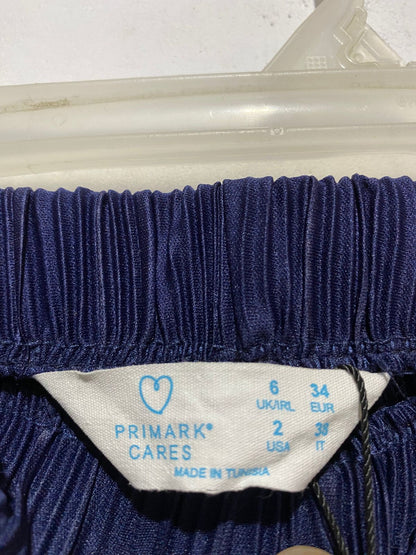 PRIMARK®
CARES
6 34
UK/IRL EUR
2 38
USA IT
MADE IN TUNISIA